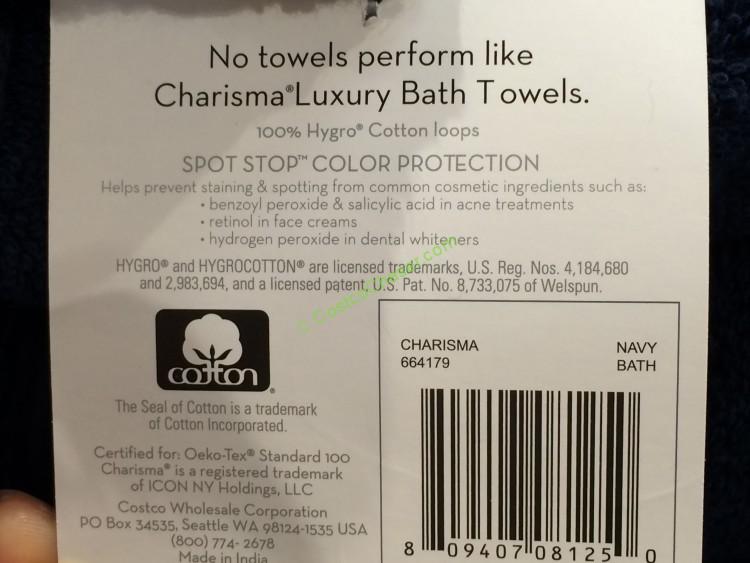 No towels perform like
Charisma®Luxury Bath Towels.
100% Hygro® Cotton loops
SPOT STOP™ COLOR PROTECTION
Helps prevent staining & spotting from common cosmetic ingredients such as:
• benzoyl peroxide & salicylic acid in acne treatments
• retinol in face creams
• hydrogen peroxide in dental whiteners
HYGRO® and HYGROCOTTON® are licensed trademarks, U.S. Reg. Nos. 4,184,680
and 2,983,694, and a licensed patent, U.S. Pat. No. 8,733,075 of Welspun.
cotton®
The Seal of Cotton is a trademark
of Cotton Incorporated.
Certified for: Oeko-Tex® Standard 100
Charisma® is a registered trademark
of ICON NY Holdings, LLC
Costco Wholesale Corporation
PO Box 34535, Seattle WA 98124-1535 USA
(800) 774- 2678
Made in India
CHARISMA
664179
NAVY
BATH
8 09407 08125 0